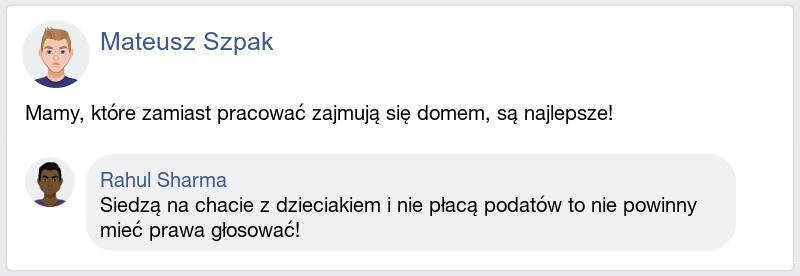 Mateusz Szpak
Mamy, które zamiast pracować zajmują się domem, są najlepsze!
Rahul Sharma
Siedzą na chacie z dzieciakiem i nie płacą podatów to nie powinny
mieć prawa głosować!